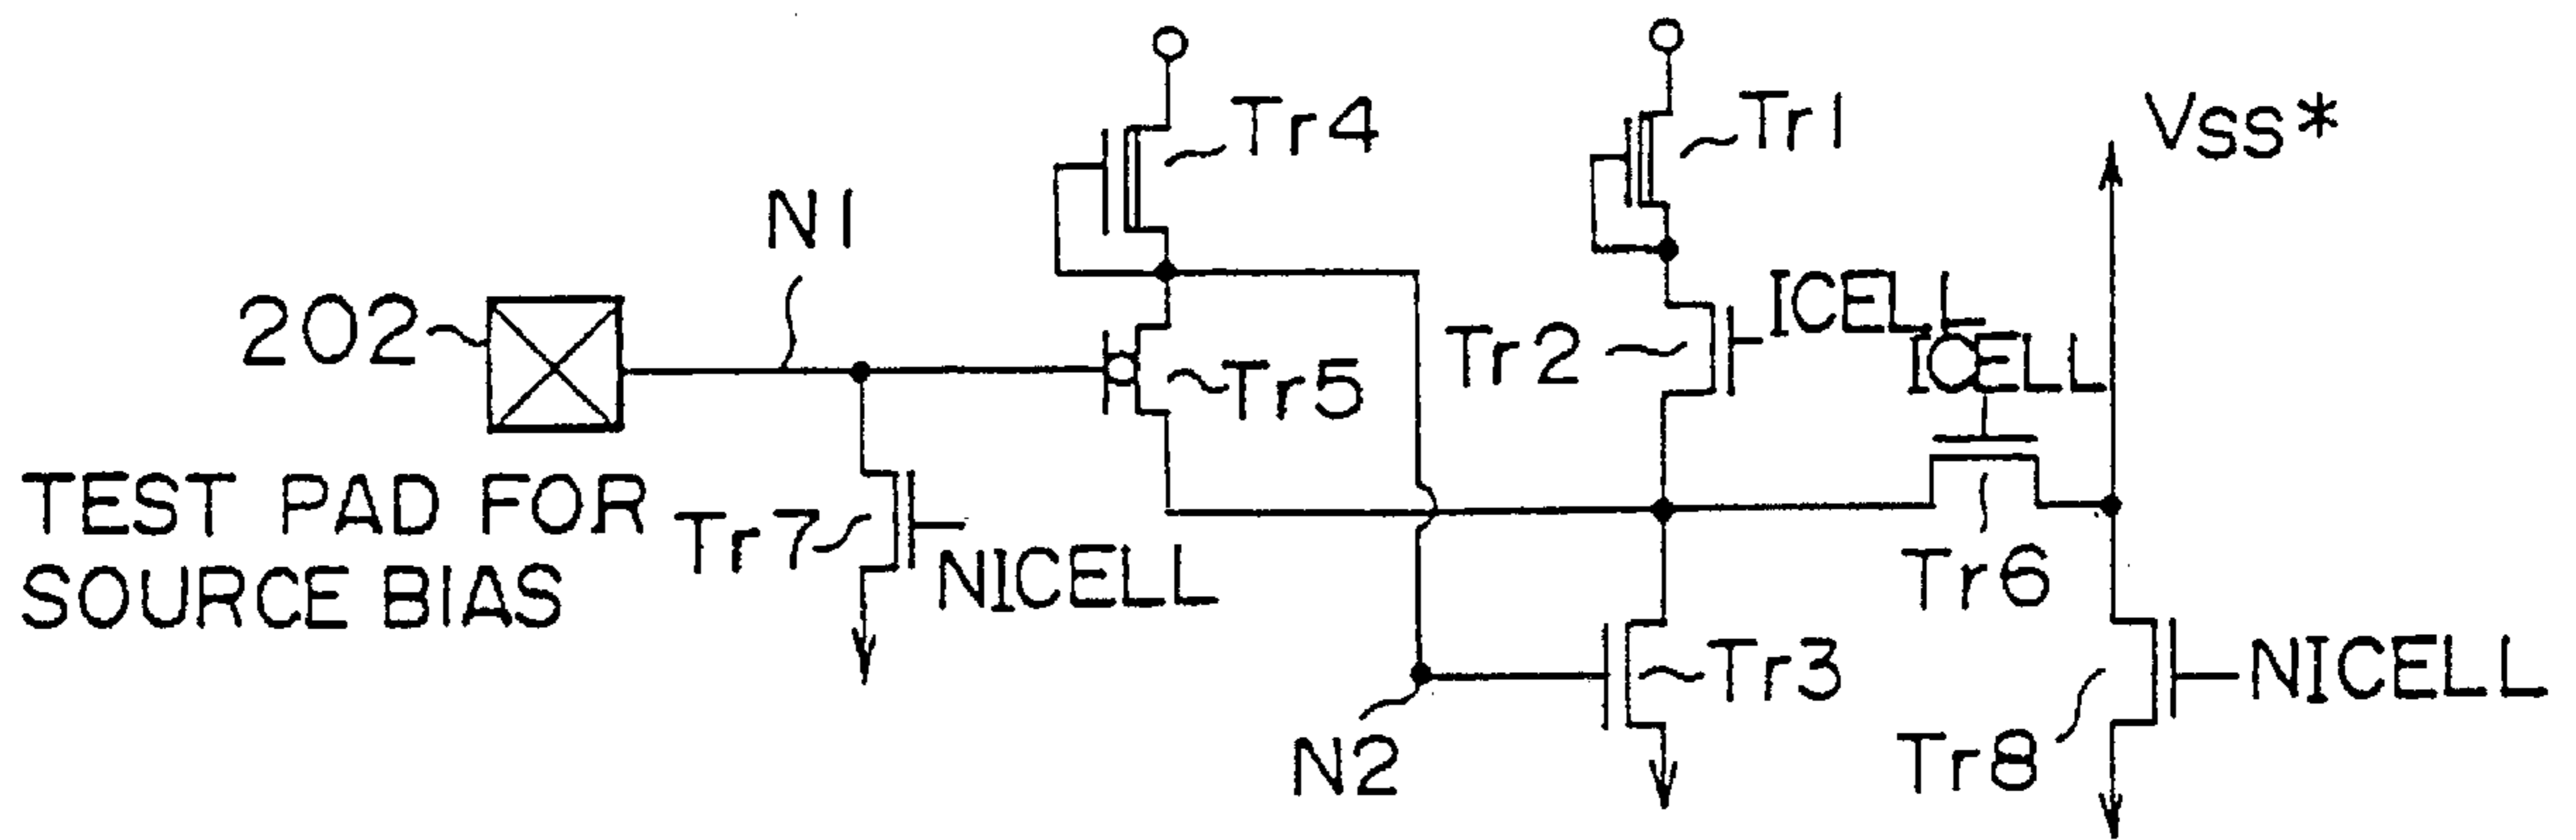 Tr4
Tr1
VSS*
N1
202
ICELL
Tr2
ICELL
Tr5
TEST PAD FOR
SOURCE BIAS
Tr7
NICELL
Tr6
Tr3
NICELL
N2
Tr8